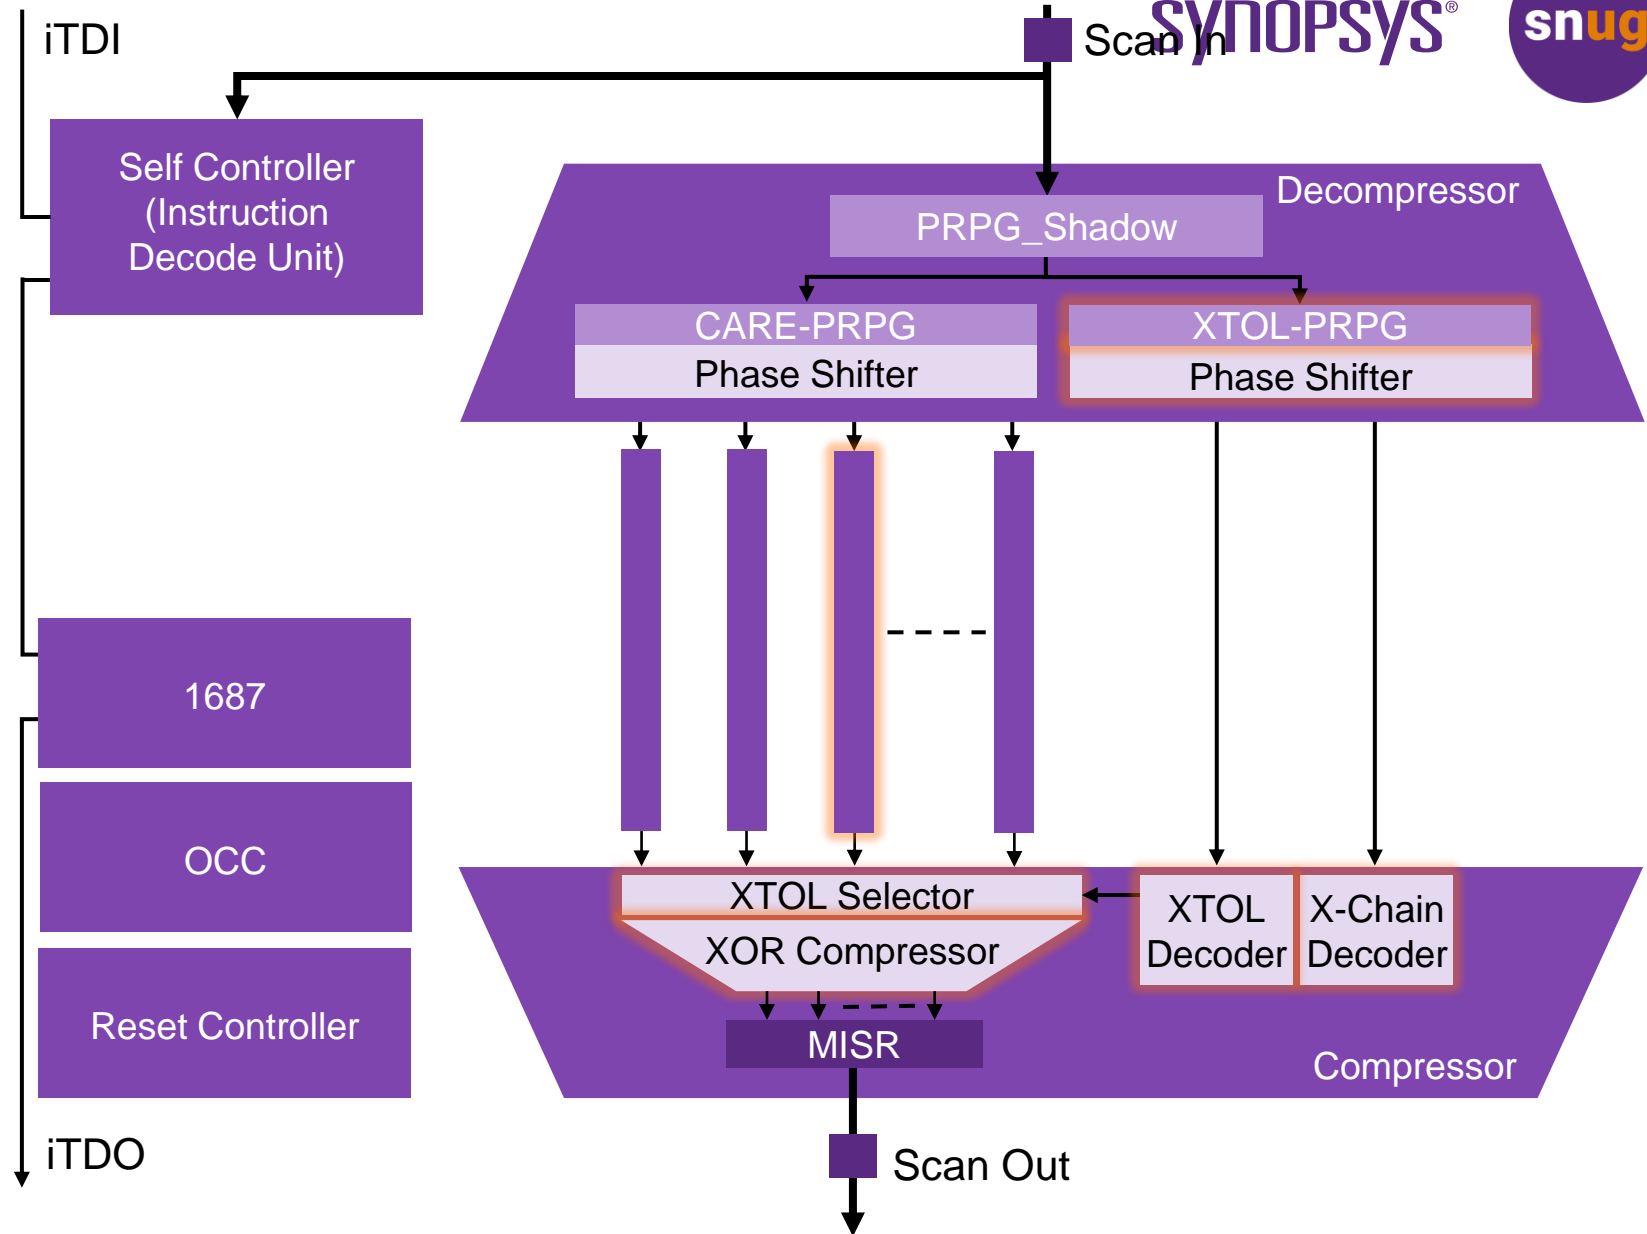 iTDI
Scan In
SYNOPSYS®
snug
Self Controller
(Instruction
Decode Unit)
Decompressor
PRPG_Shadow
CARE-PRPG
XTOL-PRPG
Phase Shifter
Phase Shifter
1687
OCC
Reset Controller
XTOL Selector
XOR Compressor
XTOL
Decoder
X-Chain
Decoder
MISR
Compressor
iTDO
Scan Out